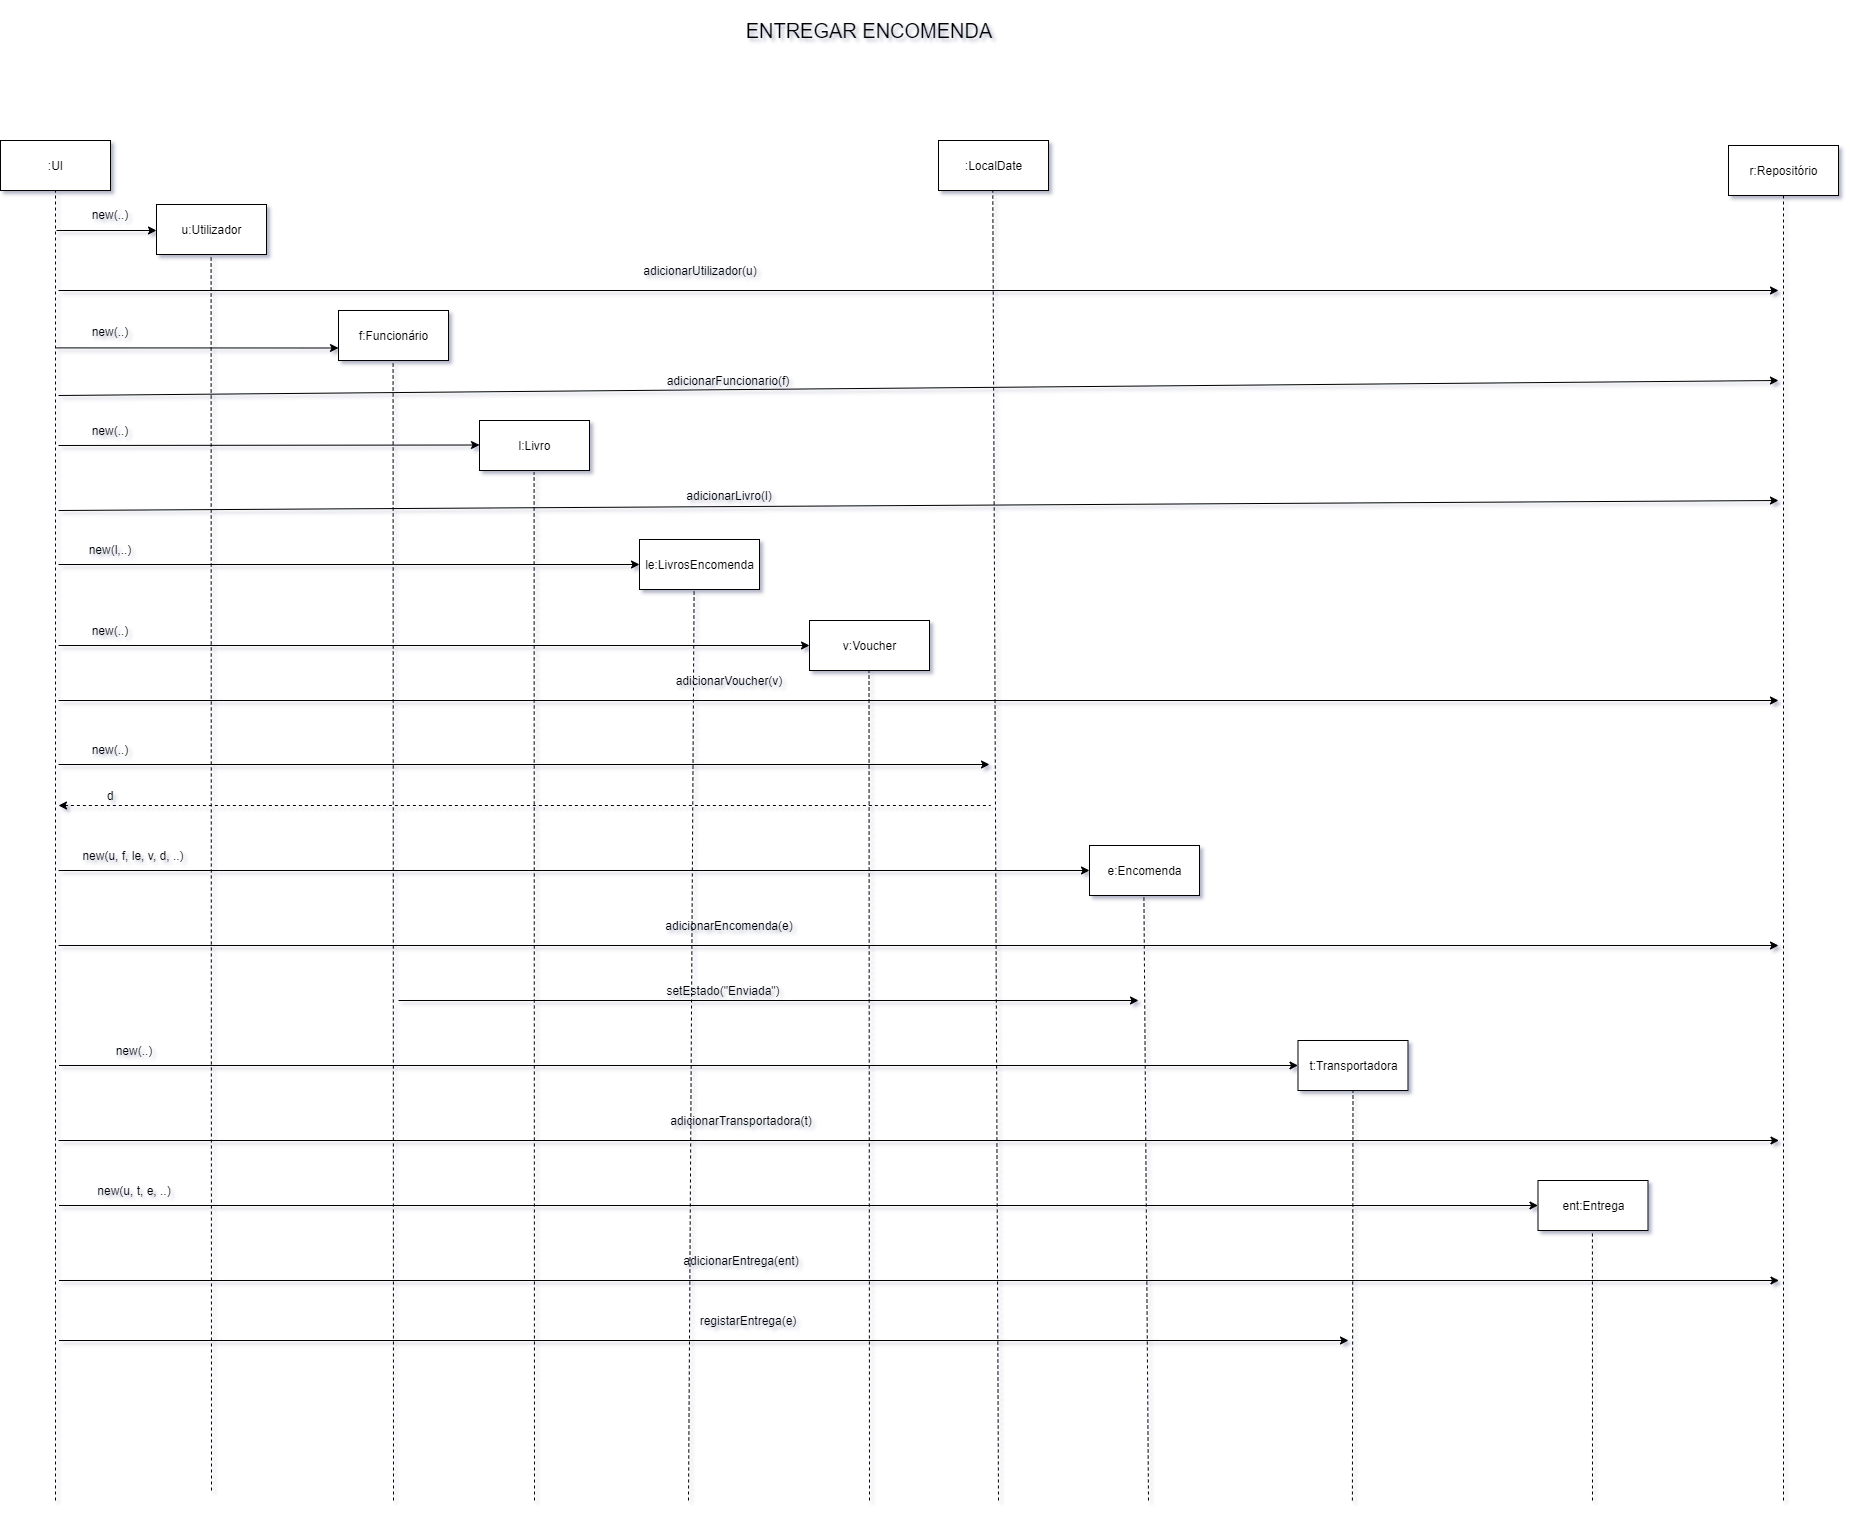 ENTREGAR ENCOMENDA
:UI
:LocalDate
r:Repositório
new(..)
u:Utilizador
adicionarUtilizador(u)
new(..)
f:Funcionário
adicionarFuncionario(f)
new(..)
l:Livro
adicionarLivro(l)
new(l,..)
le:LivrosEncomenda
new(..)
v:Voucher
adicionarVoucher(v)
new(..)
d
new(u, f, le, v, d, ..)
e:Encomenda
adicionarEncomenda(e)
setEstado("Enviada")
new(..)
t:Transportadora
adicionarTransportadora(t)
new(u, t, e, ..)
ent:Entrega
adicionarEntrega(ent)
registarEntrega(e)